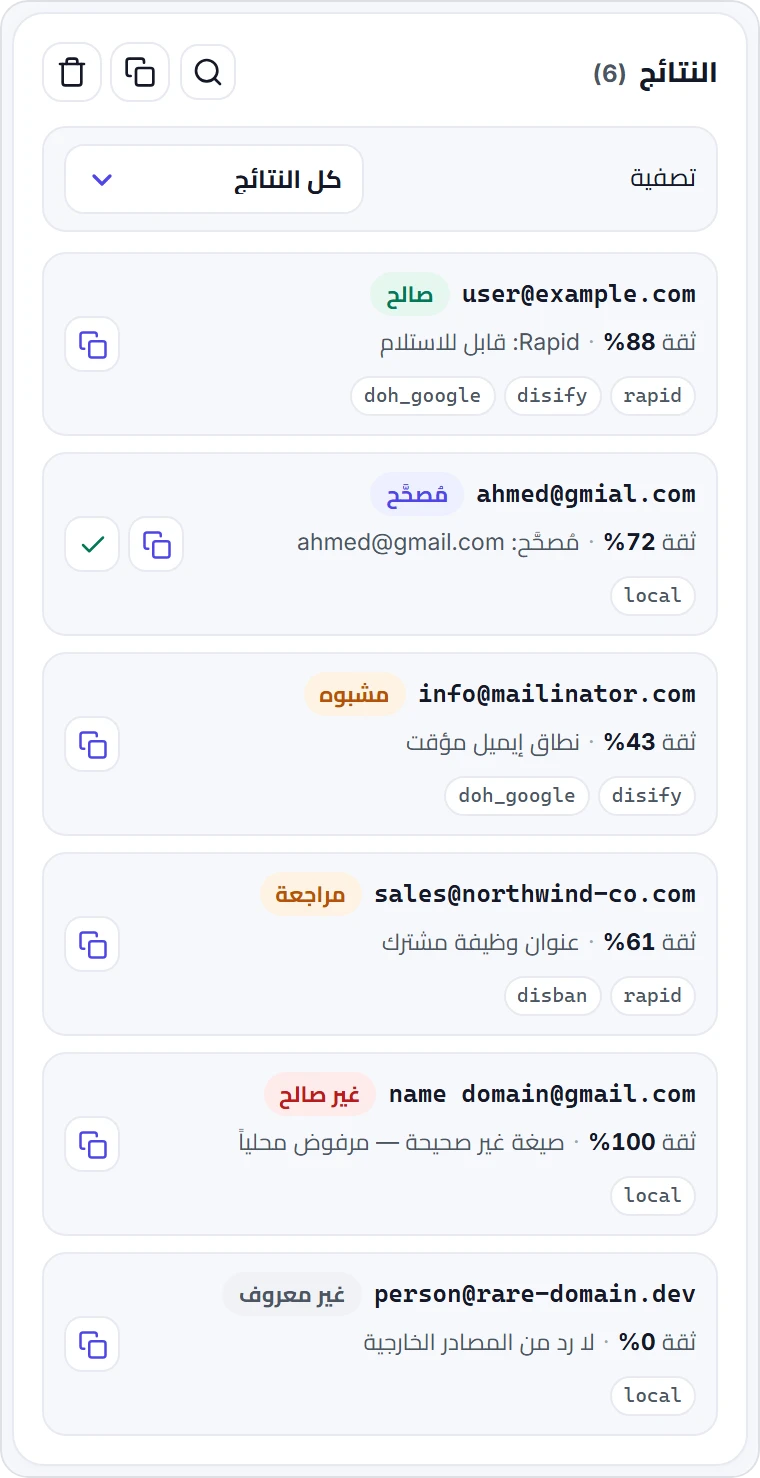 النتائج (6)
تصفية كل النتائج
user@example.com صالح
ثقة 88% · Rapid: قابل للاستلام
rapid disify doh_google
ahmed@gmial.com مُصحَّح
ثقة 72% · مُصحَّح: ahmed@gmail.com
local
info@mailinator.com مشبوه
ثقة 43% · نطاق إيميل مؤقت
disify doh_google
sales@northwind-co.com مراجعة
ثقة 61% · عنوان وظيفة مشترك
rapid disban
name domain@gmail.com غير صالح
ثقة 100% · صيغة غير صحيحة — مرفوض محلياً
local
person@rare-domain.dev غير معروف
ثقة 0% · لا رد من المصادر الخارجية
local